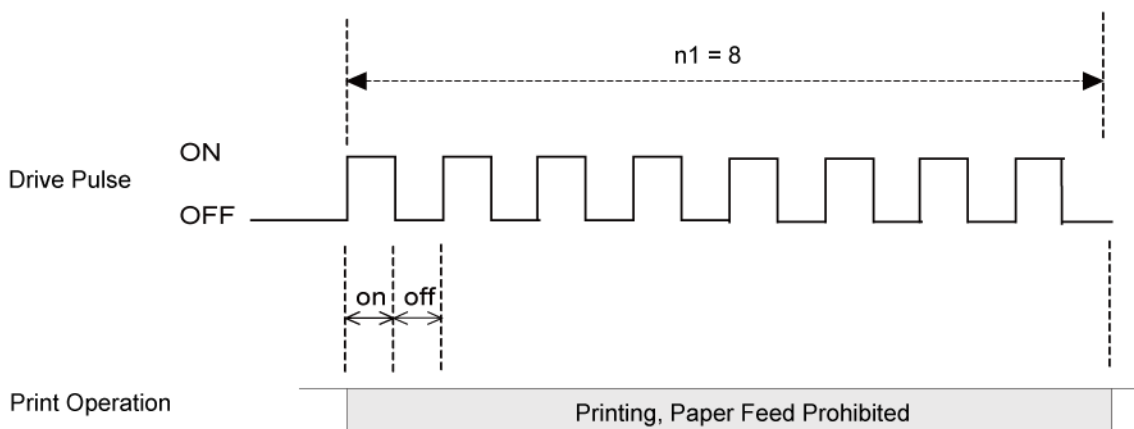 n1 = 8
ON
Drive Pulse
OFF
on off
Print Operation
Printing, Paper Feed Prohibited